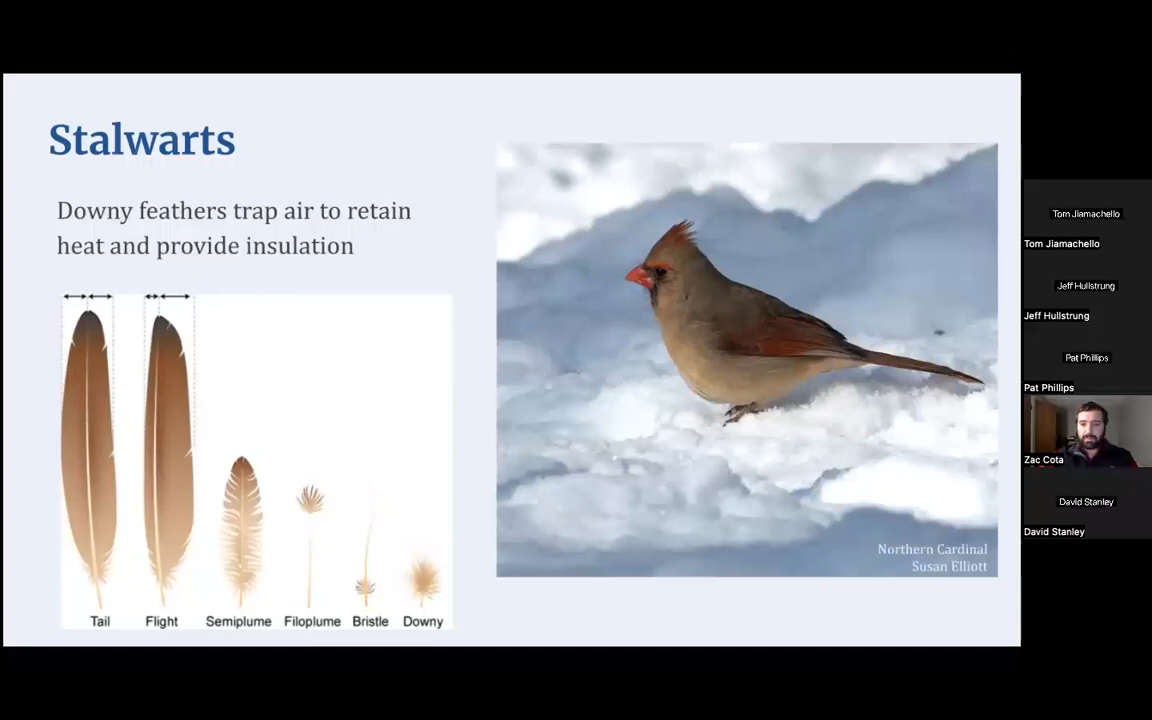 Stalwarts
Downy feathers trap air to retain
heat and provide insulation
Tail
Flight
Semiplume
Filoplume
Bristle
Downy
Northern Cardinal
Susan Elliott
Tom Jiamachello
Tom Jiamachello
Jeff Hullstrung
Jeff Hullstrung
Pat Phillips
Pat Phillips
Zac Cota
David Stanley
David Stanley